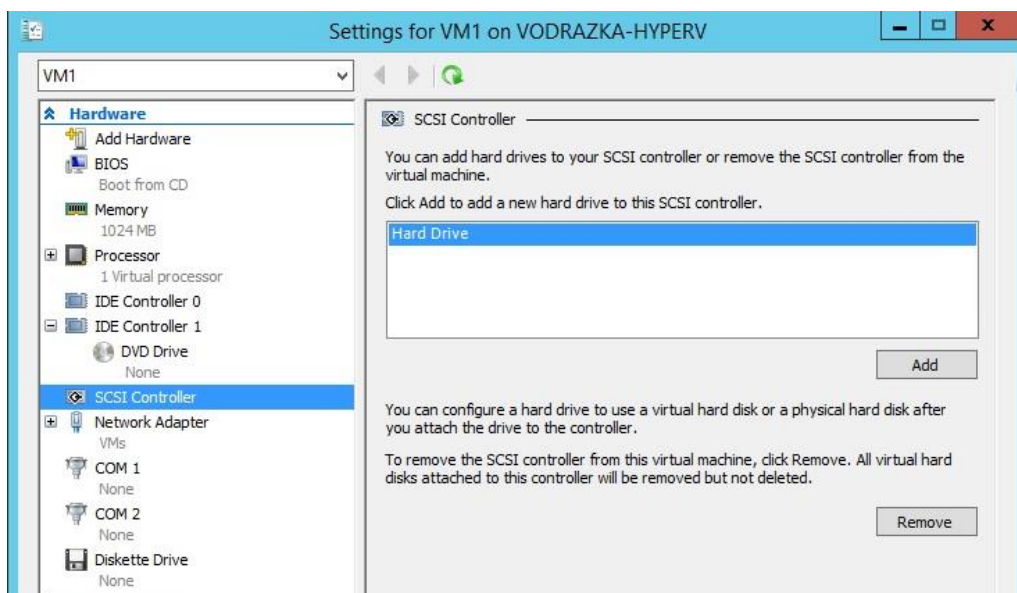 Settings for VM1 on VODRAZKA-HYPERV
VM1
Hardware
Add Hardware
BIOS
Boot from CD
Memory
1024 MB
Processor
1 Virtual processor
IDE Controller 0
IDE Controller 1
DVD Drive
None
SCSI Controller
Network Adapter
VMs
COM 1
None
COM 2
None
Diskette Drive
None
SCSI Controller
You can add hard drives to your SCSI controller or remove the SCSI controller from the
virtual machine.
Click Add to add a new hard drive to this SCSI controller.
Hard Drive
Add
You can configure a hard drive to use a virtual hard disk or a physical hard disk after
you attach the drive to the controller.
To remove the SCSI controller from this virtual machine, click Remove. All virtual hard
disks attached to this controller will be removed but not deleted.
Remove